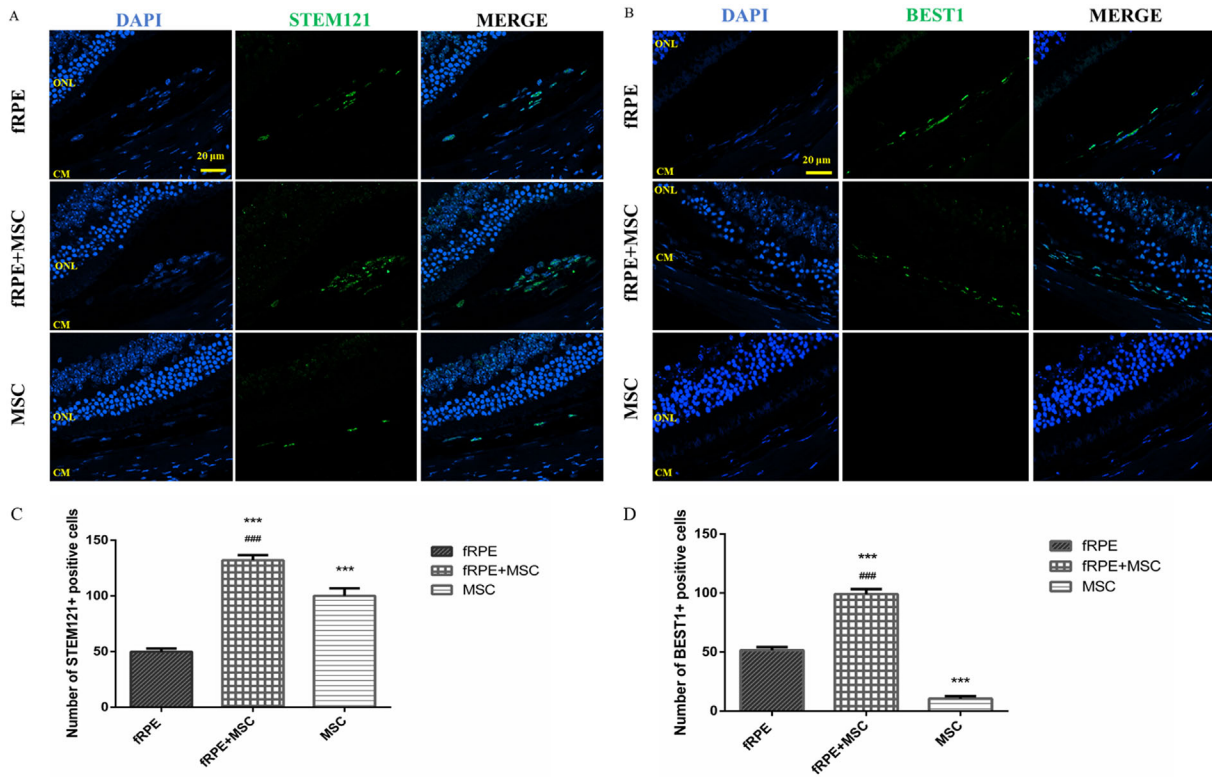 A
DAPI STEM121 MERGE
fRPE
ONL
CM
20 μm
fRPE+MSC
ONL
CM
MSC
ONL
CM
B
DAPI BEST1 MERGE
fRPE
ONL
CM
20 μm
fRPE+MSC
ONL
CM
MSC
ONL
CM
C
Number of STEM121+ positive cells
150
100
50
0
***
###
***
fRPE
fRPE+MSC
MSC
fRPE
fRPE+MSC
MSC
D
Number of BEST1+ positive cells
150
100
50
0
***
###
***
fRPE
fRPE+MSC
MSC
fRPE
fRPE+MSC
MSC